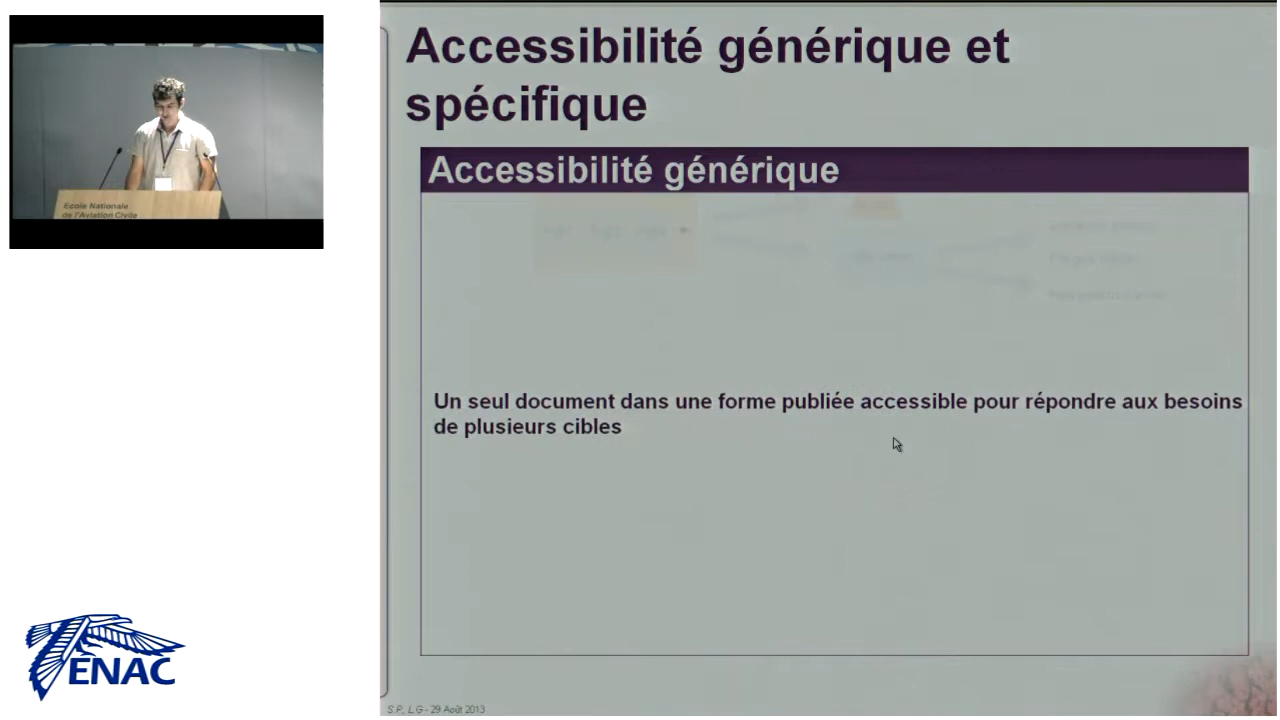 Accessibilité générique et
spécifique
Accessibilité générique
Un seul document dans une forme publiée accessible pour répondre aux besoins
de plusieurs cibles
Ecole Nationale
de l'Aviation Civile
ENAC
S.P., L.G - 29 Août 2013